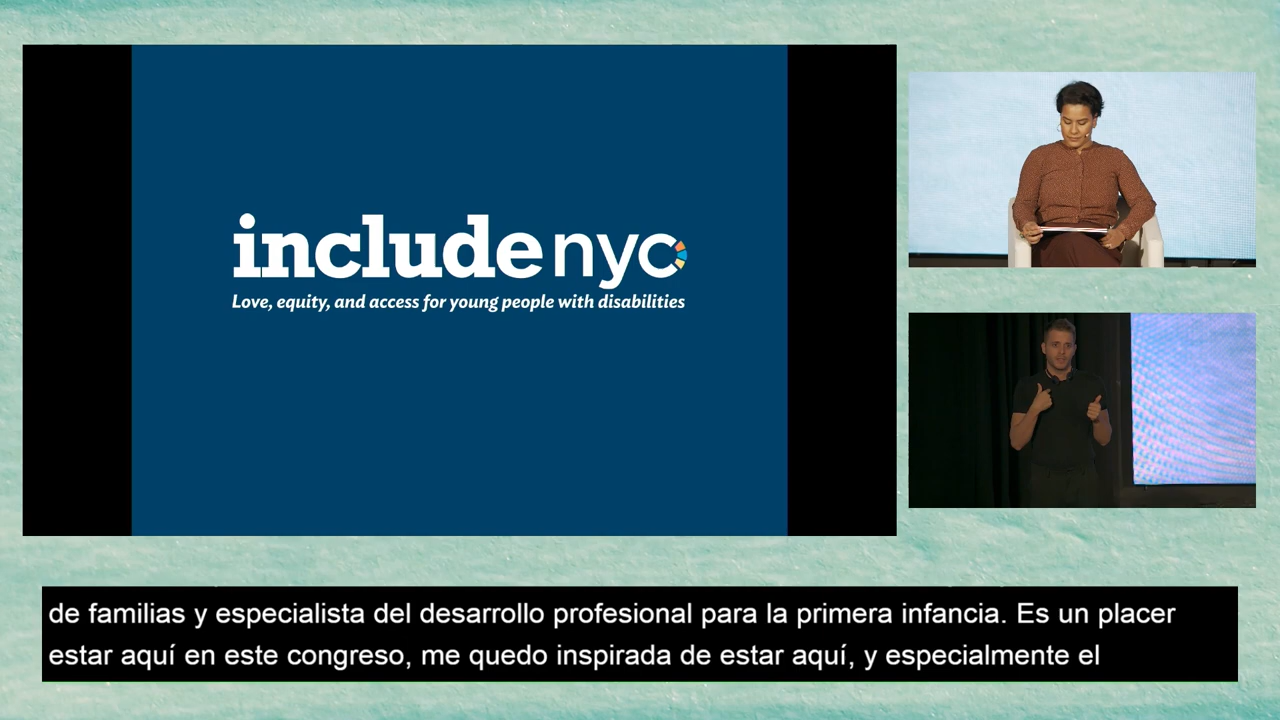 includenyc
Love, equity, and access for young people with disabilities
de familias y especialista del desarrollo profesional para la primera infancia. Es un placer
estar aquí en este congreso, me quedo inspirada de estar aquí, y especialmente el